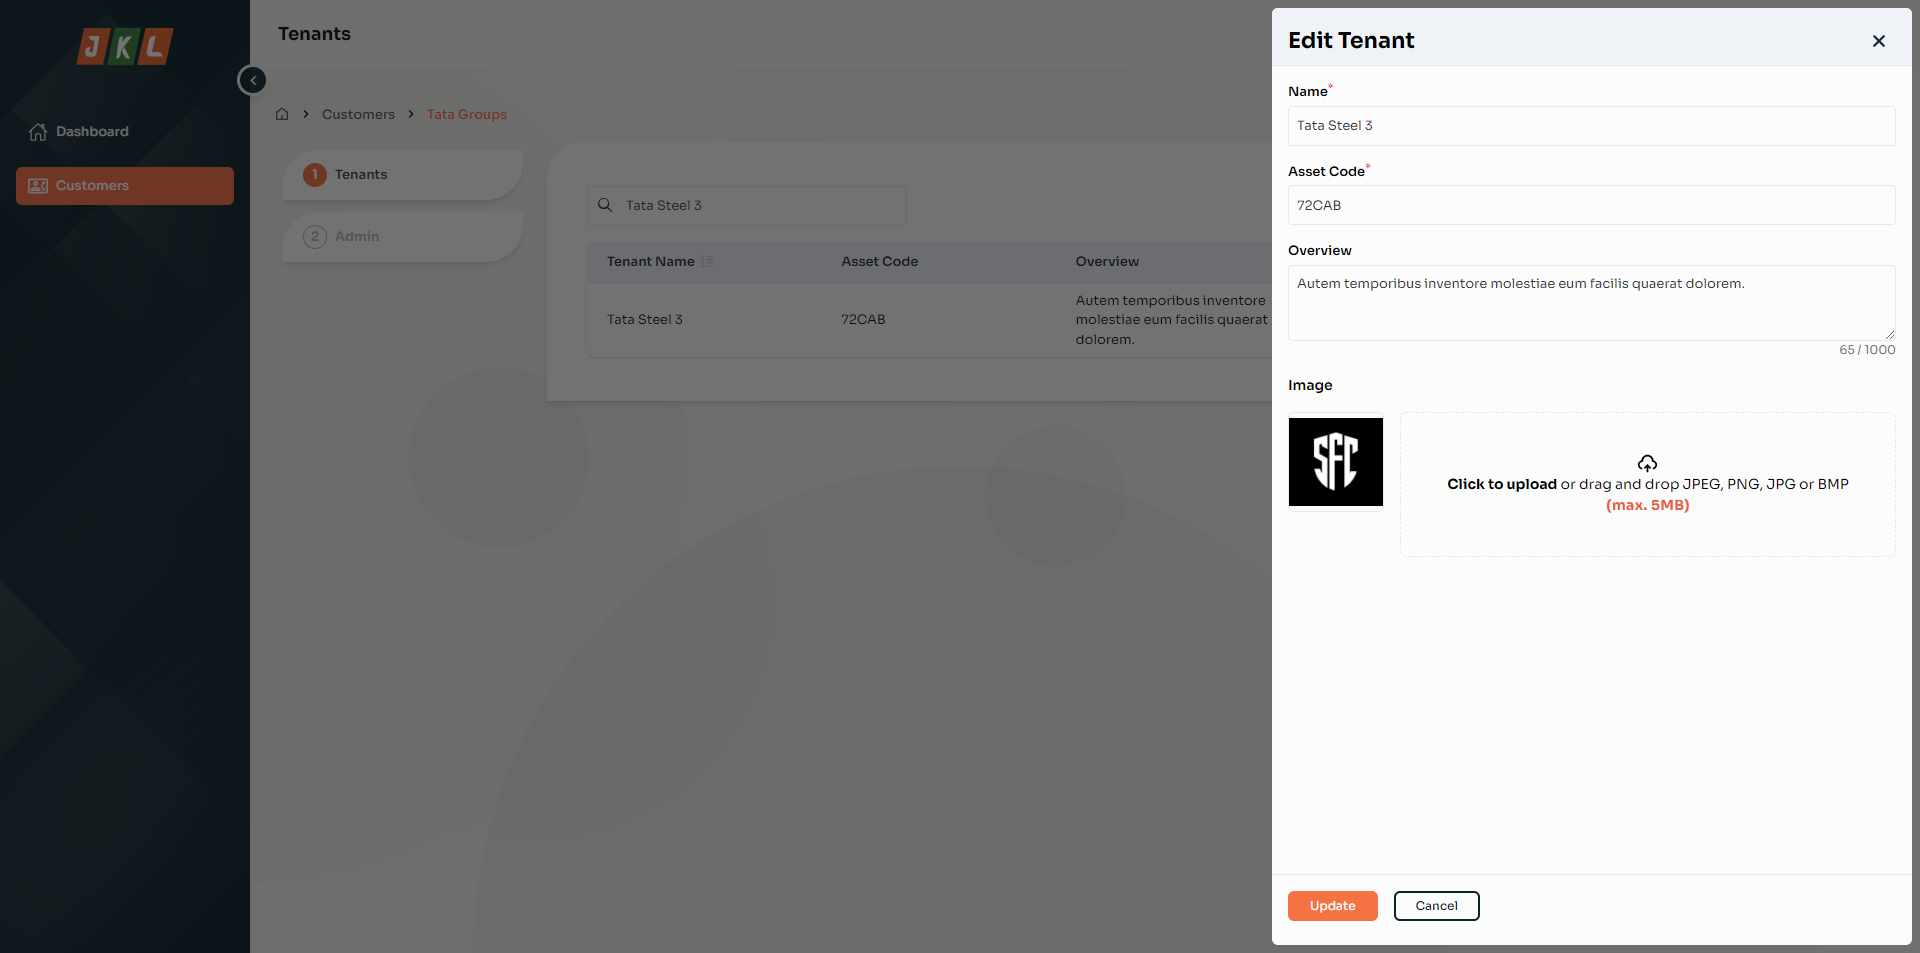 JKL
Dashboard
Customers
Tenants
Customers
Tata Groups
1 Tenants
2 Admin
Tata Steel 3
Tenant Name Asset Code Overview
Tata Steel 3 72CAB Autem temporibus inventore
molestiae eum facilis quaerat
dolorem.
Edit Tenant
Name*
Tata Steel 3
Asset Code*
72CAB
Overview
Autem temporibus inventore molestiae eum facilis quaerat dolorem.
65 / 1000
Image
SFC
Click to upload or drag and drop JPEG, PNG, JPG or BMP
(max. 5MB)
Update
Cancel